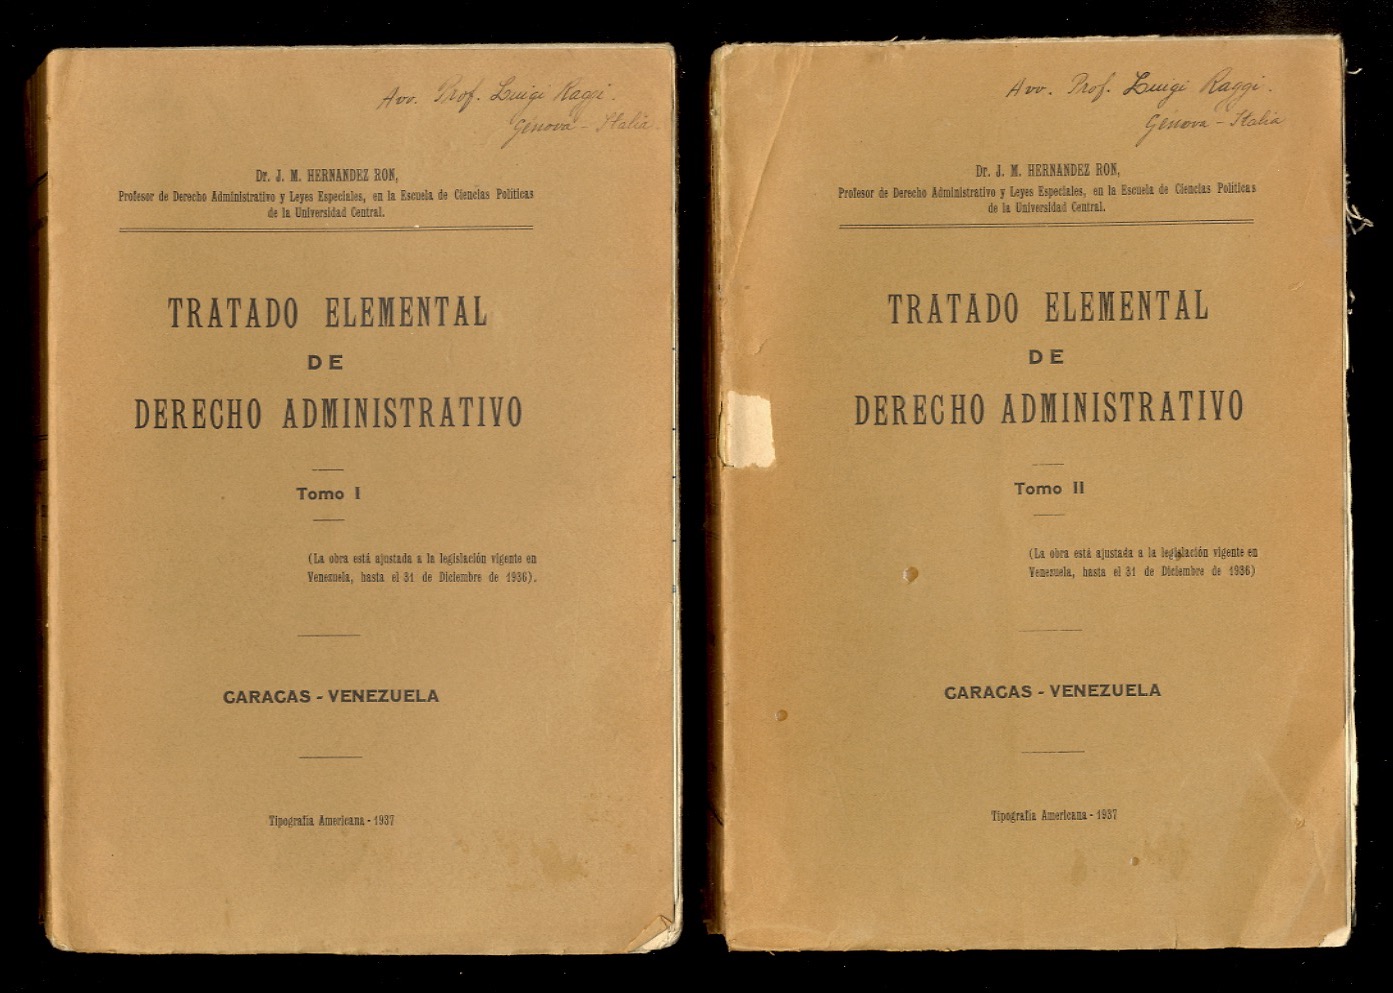 Avv. Prof. Luigi Raggi.
Génova - Italia.
Dr. J. M. HERNANDEZ RON,
Profesor de Derecho Administrativo y Leyes Especiales, en la Escuela de Ciencias Políticas
de la Universidad Central.
TRATADO ELEMENTAL
DE
DERECHO ADMINISTRATIVO
Tomo I
(La obra está ajustada a la legislación vigente en
Venezuela, hasta el 31 de Diciembre de 1936).
CARACAS - VENEZUELA
Tipografía Americana - 1937
Avv. Prof. Luigi Raggi.
Génova - Italia
Dr. J. M. HERNANDEZ RON,
Profesor de Derecho Administrativo y Leyes Especiales, en la Escuela de Ciencias Políticas
de la Universidad Central.
TRATADO ELEMENTAL
DE
DERECHO ADMINISTRATIVO
Tomo II
(La obra está ajustada a la legislación vigente en
Venezuela, hasta el 31 de Diciembre de 1936)
CARACAS - VENEZUELA
Tipografía Americana - 1937